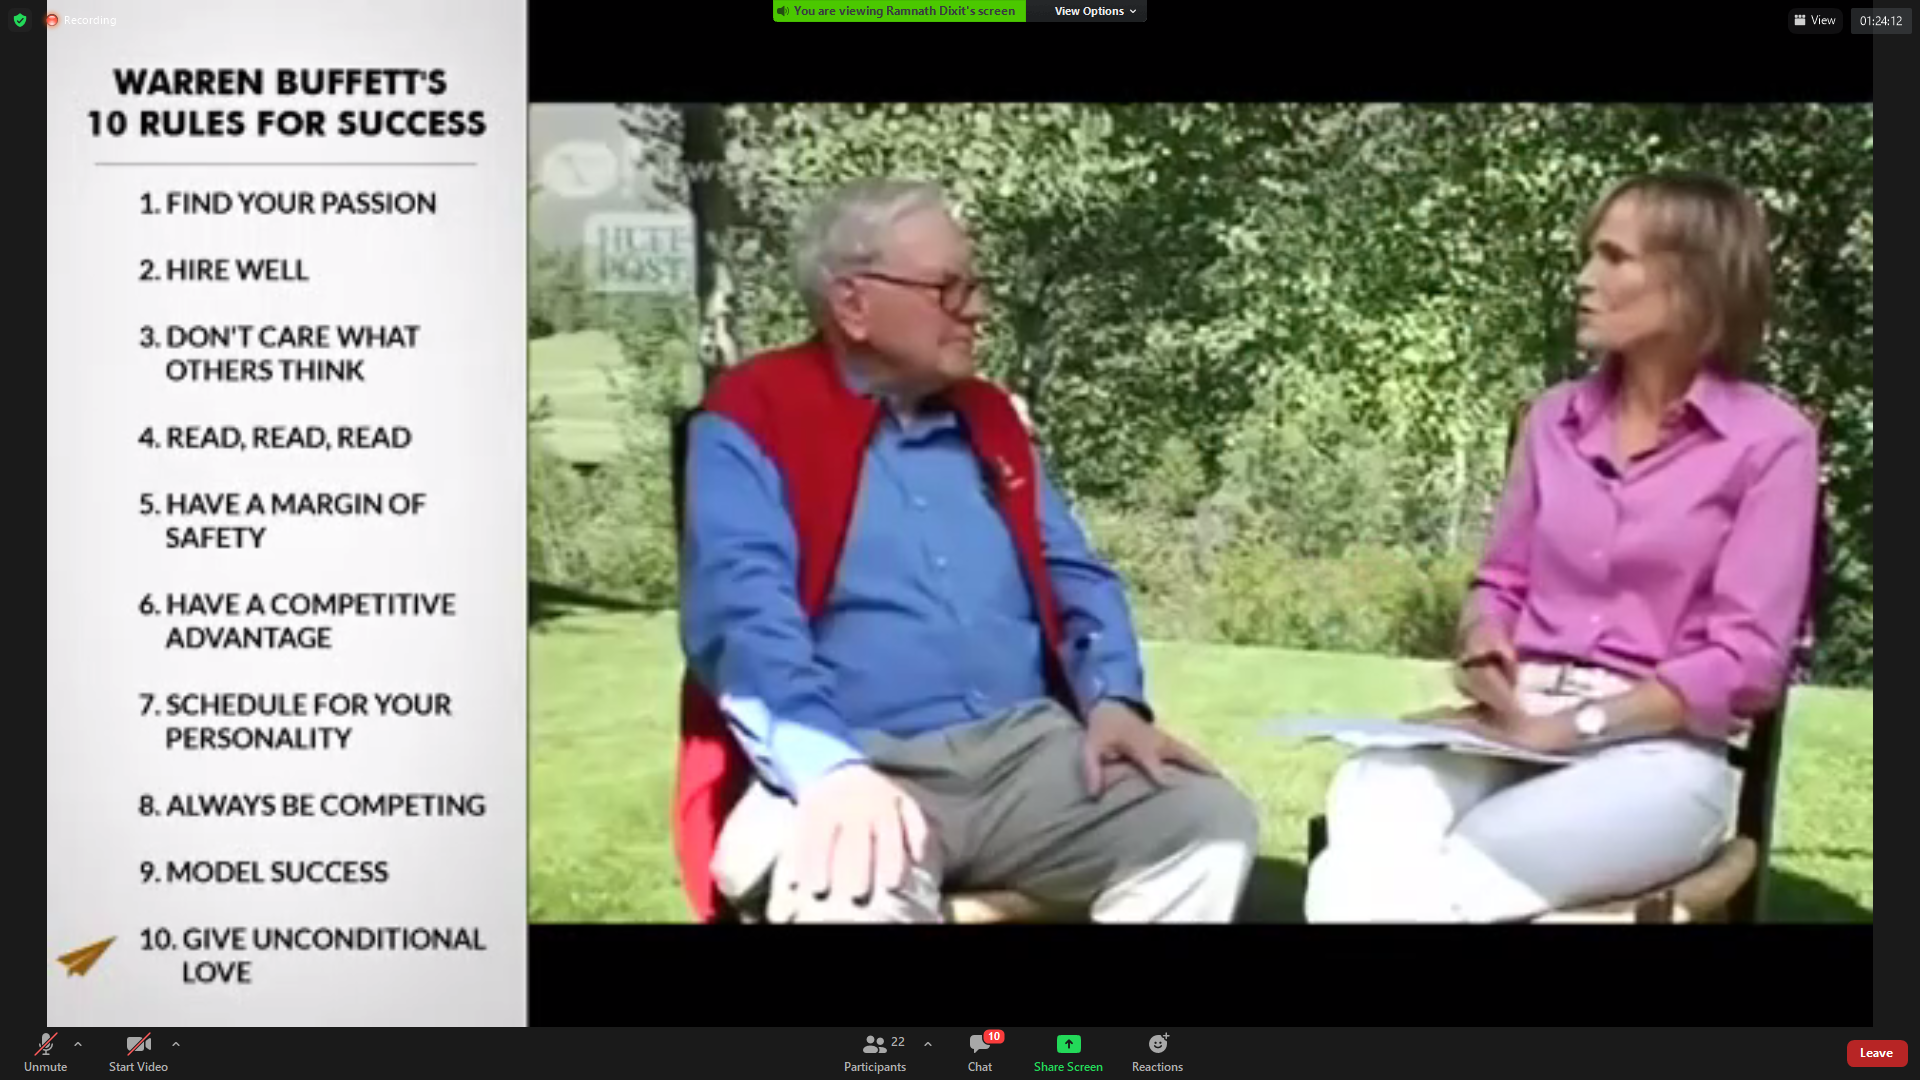 Recording
You are viewing Ramnath Dixit's screen
View Options
View
01:24:12
WARREN BUFFETT'S
10 RULES FOR SUCCESS
1. FIND YOUR PASSION
2. HIRE WELL
3. DON'T CARE WHAT
OTHERS THINK
4. READ, READ, READ
5. HAVE A MARGIN OF
SAFETY
6. HAVE A COMPETITIVE
ADVANTAGE
7. SCHEDULE FOR YOUR
PERSONALITY
8. ALWAYS BE COMPETING
9. MODEL SUCCESS
10. GIVE UNCONDITIONAL
LOVE
HUFF
POST
Unmute
Start Video
22
Participants
10
Chat
Share Screen
Reactions
Leave